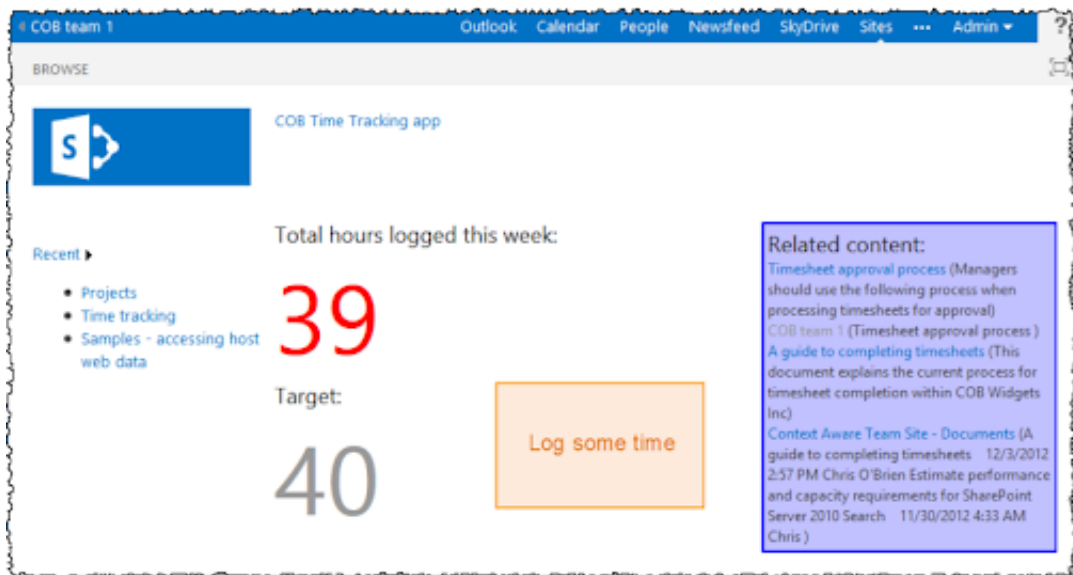 COB team 1 Outlook Calendar People Newsfeed SkyDrive Sites ••• Admin ?
BROWSE
S
COB Time Tracking app
Recent
• Projects
• Time tracking
• Samples - accessing host
web data
Total hours logged this week:
39
Target:
40
Log some time
Related content:
Timesheet approval process (Managers
should use the following process when
processing timesheets for approval)
COB team 1 (Timesheet approval process )
A guide to completing timesheets (This
document explains the current process for
timesheet completion within COB Widgets
Inc)
Context Aware Team Site - Documents (A
guide to completing timesheets 12/3/2012
2:57 PM Chris O'Brien Estimate performance
and capacity requirements for SharePoint
Server 2010 Search 11/30/2012 4:33 AM
Chris )